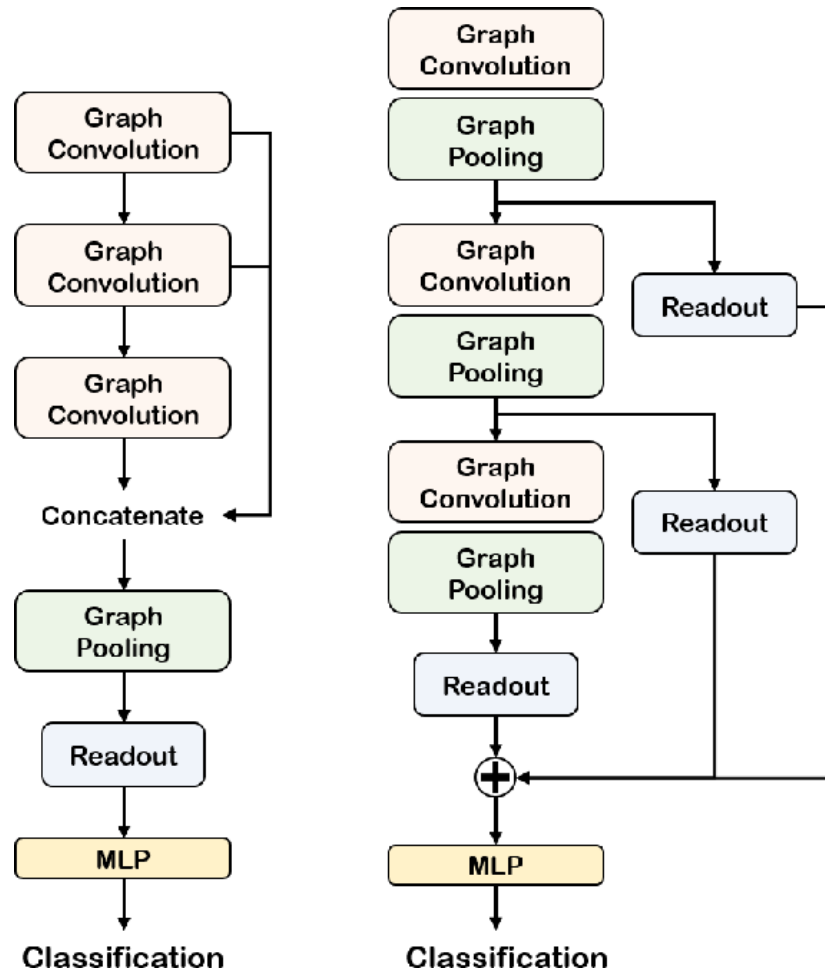 Graph
Convolution
Graph
Convolution
Graph
Convolution
Concatenate
Graph
Pooling
Readout
MLP
Classification
Graph
Convolution
Graph
Pooling
Graph
Convolution
Readout
Graph
Pooling
Graph
Convolution
Readout
Graph
Pooling
Readout
MLP
Classification